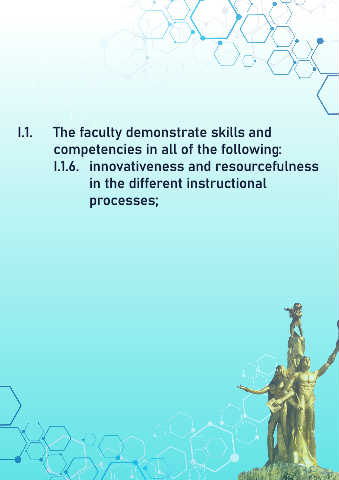 I.1. The faculty demonstrate skills and
competencies in all of the following:
I.1.6. innovativeness and resourcefulness
in the different instructional
processes;